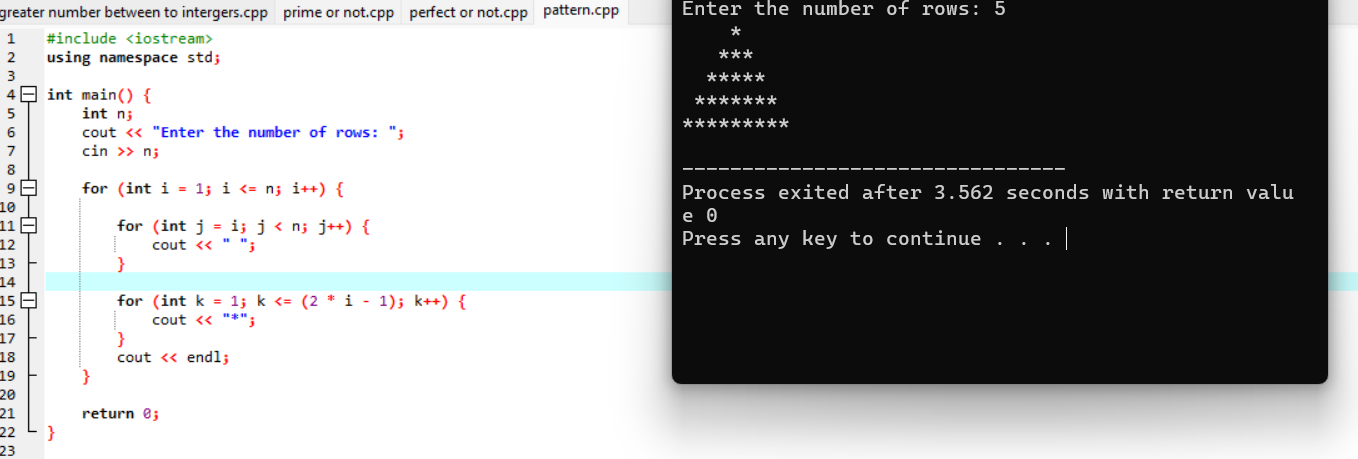 greater number between to intergers.cpp prime or not.cpp perfect or not.cpp pattern.cpp
1 #include <iostream>
2 using namespace std;
3
4 int main() {
5     int n;
6     cout << "Enter the number of rows: ";
7     cin >> n;
8
9     for (int i = 1; i <= n; i++) {
10
11         for (int j = i; j < n; j++) {
12             cout << " ";
13         }
14
15         for (int k = 1; k <= (2 * i - 1); k++) {
16             cout << "*";
17         }
18         cout << endl;
19     }
20
21     return 0;
22 }
23
Enter the number of rows: 5
    *
   ***
  *****
 *******
*********
--------------------------------
Process exited after 3.562 seconds with return valu
e 0
Press any key to continue . . .